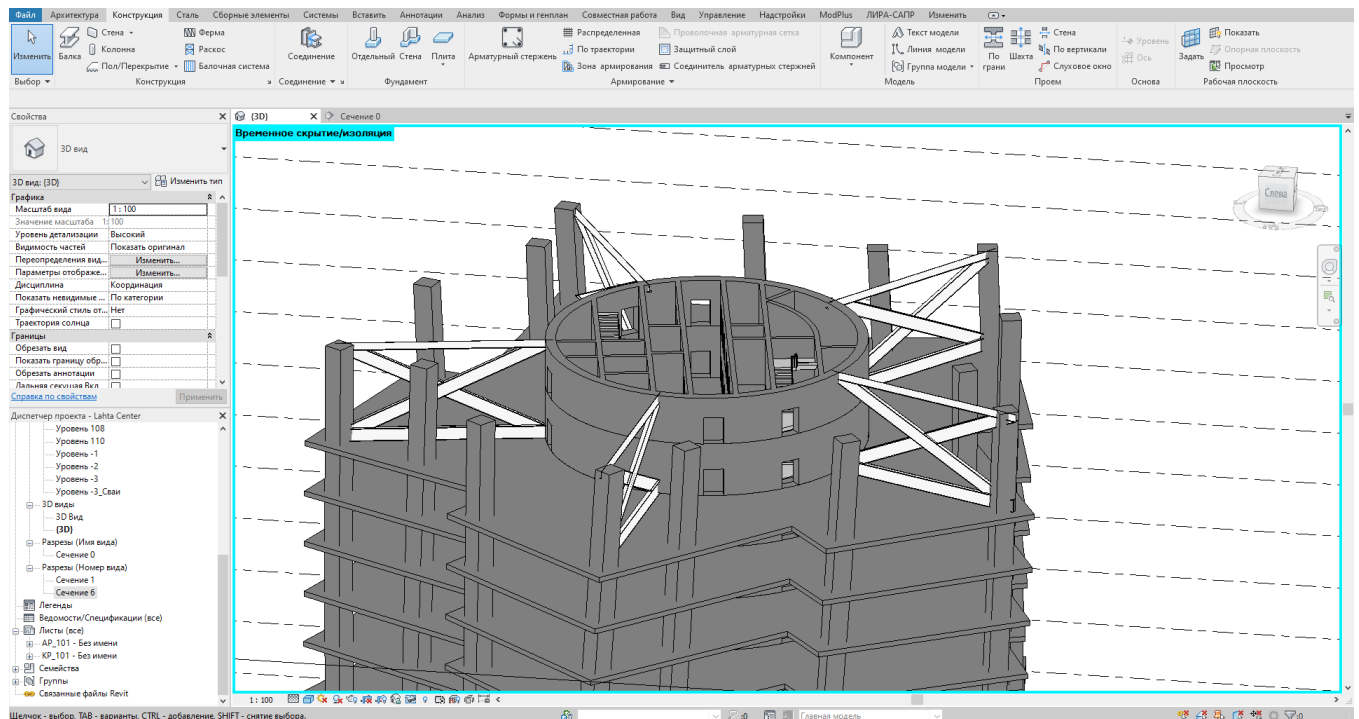 Файл Архитектура Конструкция Сталь Сборные элементы Системы Вставить Аннотации Анализ Формы и генплан Совместная работа Вид Управление Надстройки ModPlus ЛИРА-САПР Изменить
Изменить
Балка
Стена
Колонна
Пол/Перекрытие
Ферма
Раскос
Балочная система
Соединение
Отдельный Стена Плита
Арматурный стержень
Распределенная
По траектории
Зона армирования
Проволочная арматурная сетка
Защитный слой
Соединитель арматурных стержней
Компонент
Текст модели
Линия модели
Группа модели
По грани
Шахта
Стена
По вертикали
Слуховое окно
Уровень
Ось
Задать
Показать
Опорная плоскость
Просмотр
Выбор Конструкция Соединение Фундамент Армирование Модель Проем Основа Рабочая плоскость
Свойства
3D вид
3D вид: {3D} Изменить тип
Графика
Масштаб вида 1 : 100
Значение масштаба 1: 100
Уровень детализации Высокий
Видимость частей Показать оригинал
Переопределения вид... Изменить...
Параметры отображе... Изменить...
Дисциплина Координация
Показать невидимые ... По категории
Графический стиль от... Нет
Траектория солнца
Границы
Обрезать вид
Показать границу обр...
Обрезать аннотации
Дальняя секущая Вкл
Справка по свойствам Применить
Диспетчер проекта - Lahta Center
Уровень 108
Уровень 110
Уровень -1
Уровень -2
Уровень -3
Уровень -3_Сваи
3D виды
3D Вид
{3D}
Разрезы (Имя вида)
Сечение 0
Разрезы (Номер вида)
Сечение 1
Сечение 6
Легенды
Ведомости/Спецификации (все)
Листы (все)
АР_101 - Без имени
КР_101 - Без имени
Семейства
Группы
Связанные файлы Revit
{3D} Сечение 0
Временное скрытие/изоляция
Слева
1 : 100
Щелчок - выбор, TAB - варианты, CTRL - добавление, SHIFT - снятие выбора.
:0 Главная модель :0